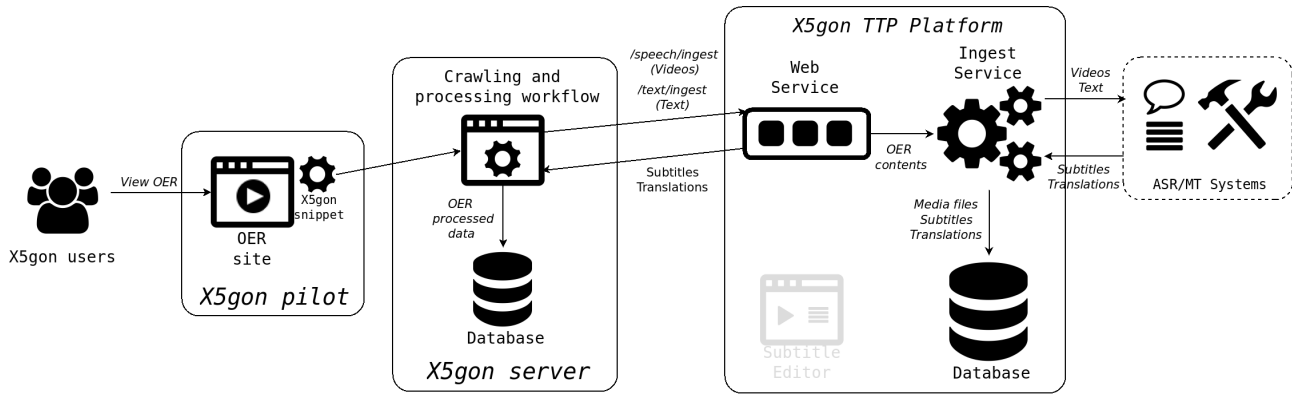 X5gon users
View OER
X5gon
snippet
OER
site
X5gon pilot
Crawling and
processing workflow
OER
processed
data
Database
X5gon server
/speech/ingest
(Videos)
/text/ingest
(Text)
Subtitles
Translations
X5gon TTP Platform
Web
Service
OER
contents
Ingest
Service
Media files
Subtitles
Translations
Subtitle
Editor
Database
Videos
Text
Subtitles
Translations
ASR/MT Systems